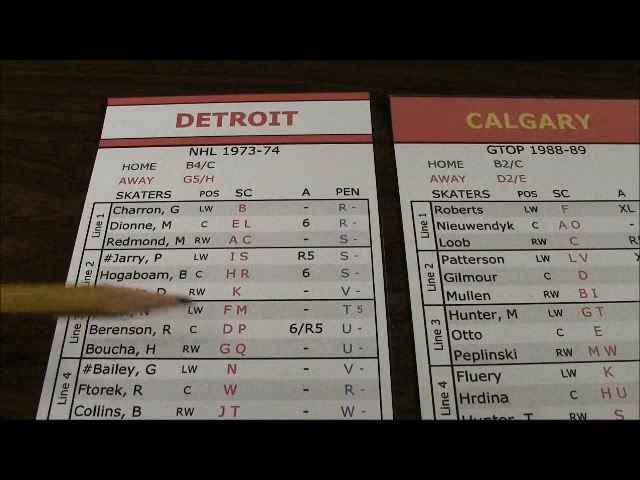 DETROIT
NHL 1973-74
HOME B4/C
AWAY G5/H
SKATERS POS SC A PEN
Line 1
Charron, G LW B - R -
Dionne, M C E L 6 R -
Redmond, M RW A C - S -
Line 2
#Jarry, P LW I S R5 S -
Hogaboam, B C H R 6 S -
RW K - V -
Line 3
LW F M - T 5
Berenson, R C D P 6/R5 U -
Boucha, H RW G Q - U -
Line 4
#Bailey, G LW N - V -
Ftorek, R C W - R -
Collins, B RW J T - W -
CALGARY
GTOP 1988-89
HOME B2/C
AWAY D2/E
SKATERS POS SC A
Line 1
Roberts LW F XL
Nieuwendyk C A O -
Loob RW C
Line 2
Patterson LW L V
Gilmour C D
Mullen RW B I
Line 3
Hunter, M LW G T
Otto C E
Peplinski RW M W
Line 4
Fluery LW K
Hrdina C H U
Hunter, T RW S